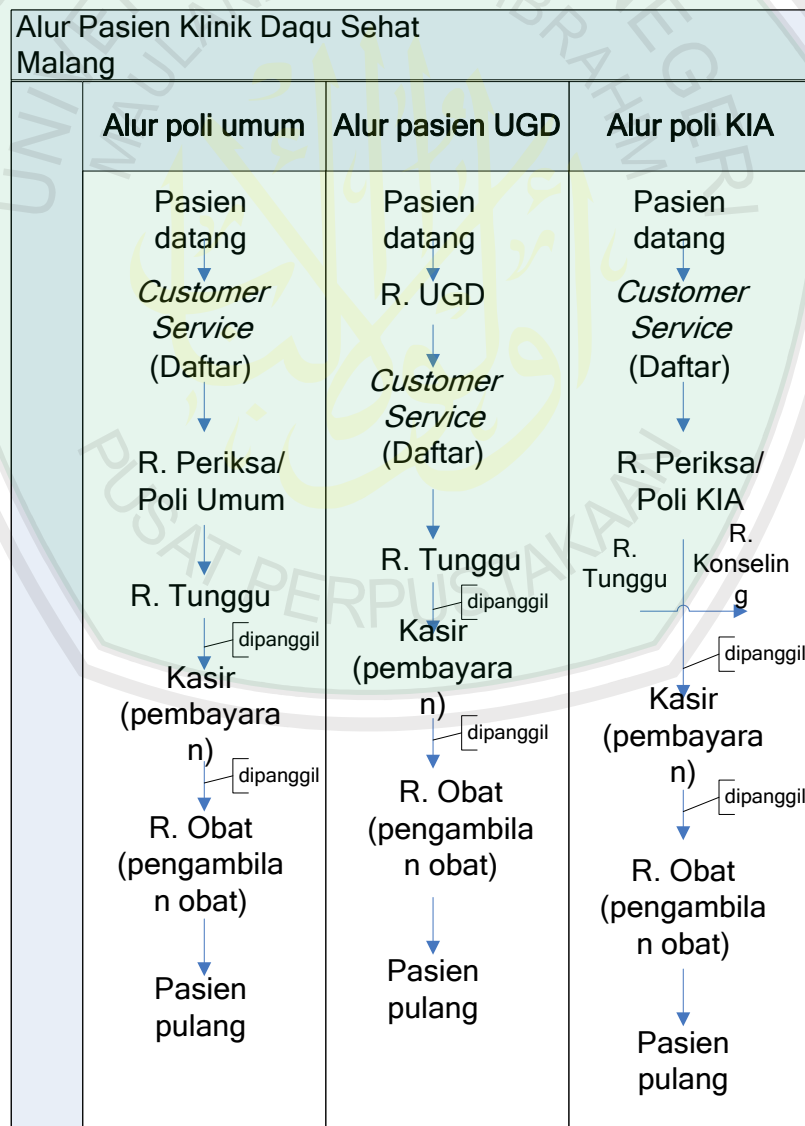 Alur Pasien Klinik Daqu Sehat
Malang
Alur poli umum
Pasien
datang
Customer
Service
(Daftar)
R. Periksa/
Poli Umum
R. Tunggu
dipanggil
Kasir
(pembayara
n)
dipanggil
R. Obat
(pengambila
n obat)
Pasien
pulang
Alur pasien UGD
Pasien
datang
R. UGD
Customer
Service
(Daftar)
R. Tunggu
dipanggil
Kasir
(pembayara
n)
dipanggil
R. Obat
(pengambila
n obat)
Pasien
pulang
Alur poli KIA
Pasien
datang
Customer
Service
(Daftar)
R. Periksa/
Poli KIA
R.
Tunggu
R.
Konselin
g
dipanggil
Kasir
(pembayara
n)
dipanggil
R. Obat
(pengambila
n obat)
Pasien
pulang
PUSAT PERPUSTAKAAN